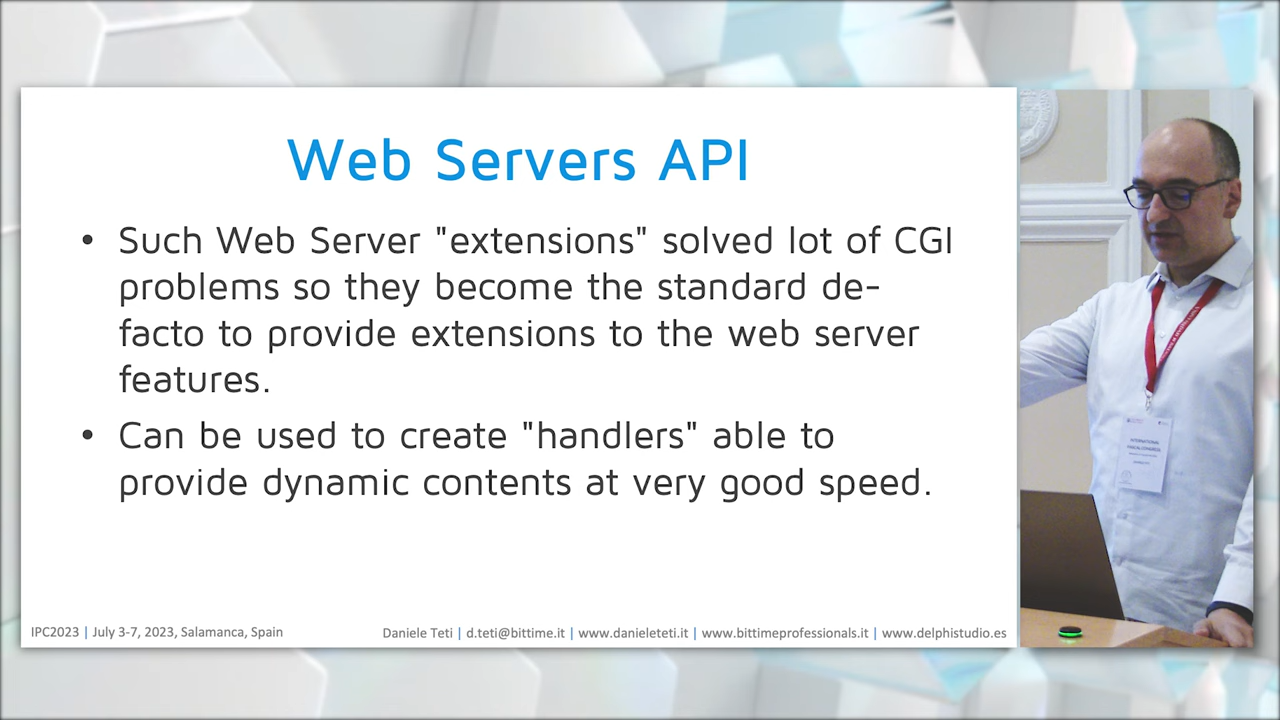 Web Servers API
• Such Web Server "extensions" solved lot of CGI
problems so they become the standard de-
facto to provide extensions to the web server
features.
• Can be used to create "handlers" able to
provide dynamic contents at very good speed.
IPC2023 | July 3-7, 2023, Salamanca, Spain
Daniele Teti | d.teti@bittime.it | www.danieleteti.it | www.bittimeprofessionals.it | www.delphistudio.es
INTERNATIONAL
PASCAL CONGRESS